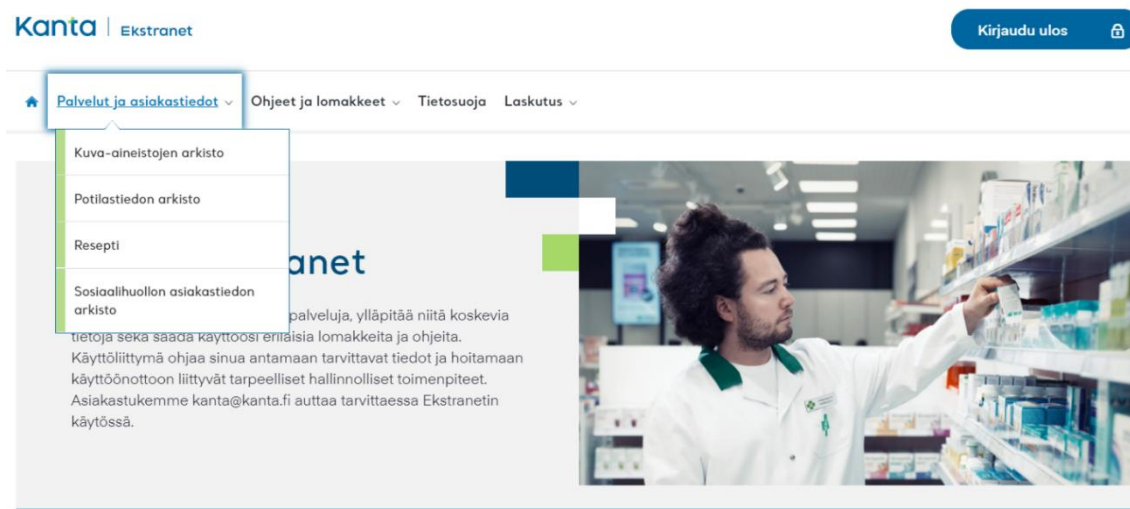 Kanta | Ekstranet
Kirjaudu ulos
Palvelut ja asiakastiedot
Ohjeet ja lomakkeet
Tietosuoja
Laskutus
Kuva-aineistojen arkisto
Potilastiedon arkisto
Resepti
Sosiaalihuollon asiakastiedon
arkisto
anet
palveluja, ylläpitää niitä koskevia
tietoja sekä saada käyttöösi erilaisia lomakkeita ja ohjeita.
Käyttöliittymä ohjaa sinua antamaan tarvittavat tiedot ja hoitamaan
käyttöönottoon liittyvät tarpeelliset hallinnolliset toimenpiteet.
Asiakastukemme kanta@kanta.fi auttaa tarvittaessa Ekstranetin
käytössä.